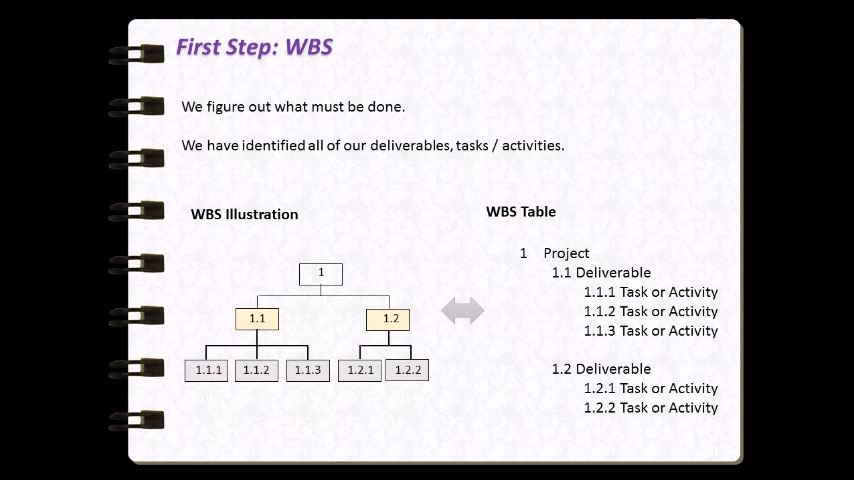 First Step: WBS
We figure out what must be done.
We have identified all of our deliverables, tasks / activities.
WBS Illustration
1
1.1 1.2
1.1.1 1.1.2 1.1.3 1.2.1 1.2.2
WBS Table
1 Project
1.1 Deliverable
1.1.1 Task or Activity
1.1.2 Task or Activity
1.1.3 Task or Activity
1.2 Deliverable
1.2.1 Task or Activity
1.2.2 Task or Activity